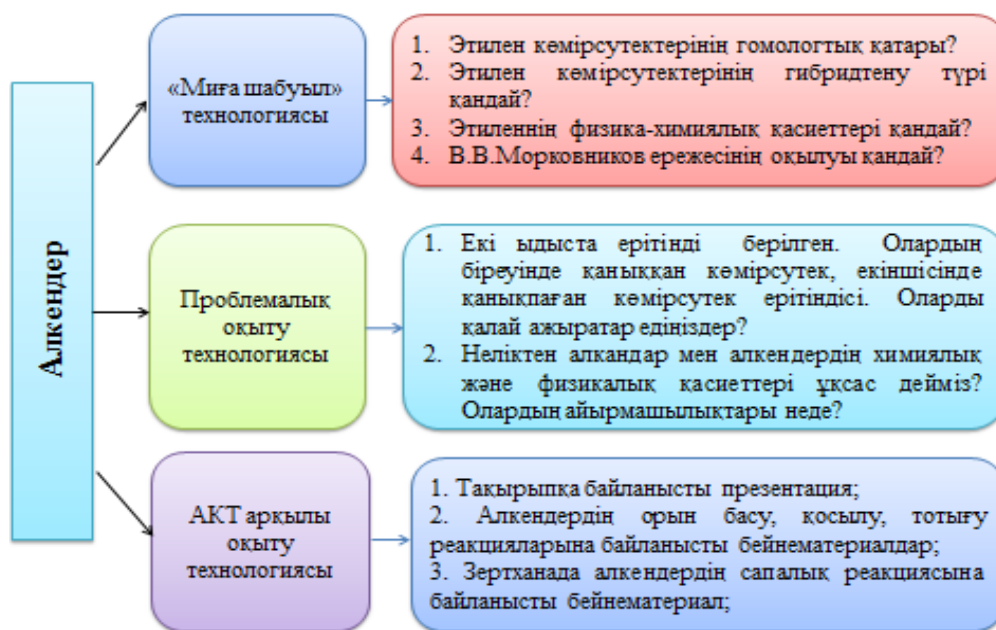 Алкендер
«Миға шабуыл»
технологиясы
1. Этилен көмірсутектерінің гомологтық қатары?
2. Этилен көмірсутектерінің гибридтену түрі
қандай?
3. Этиленнің физика-химиялық қасиеттері қандай?
4. В.В.Морковников ережесінің оқылуы қандай?
Проблемалық
оқыту
технологиясы
1. Екі ыдыста ерітінді берілген. Олардың
біреуінде қаныққан көмірсутек, екіншісінде
қанықпаған көмірсутек ерітіндісі. Оларды
қалай ажыратар едініздер?
2. Неліктен алкандар мен алкендердің химиялық
және физикалық қасиеттері ұқсас дейміз?
Олардың айырмашылықтары неде?
АКТ арқылы
оқыту
технологиясы
1. Тақырыпқа байланысты презентация;
2. Алкендердің орын басу, қосылу, тотығу
реакцияларына байланысты бейнематериалдар;
3. Зертханада алкендердің сапалық реакциясына
байланысты бейнематериал;